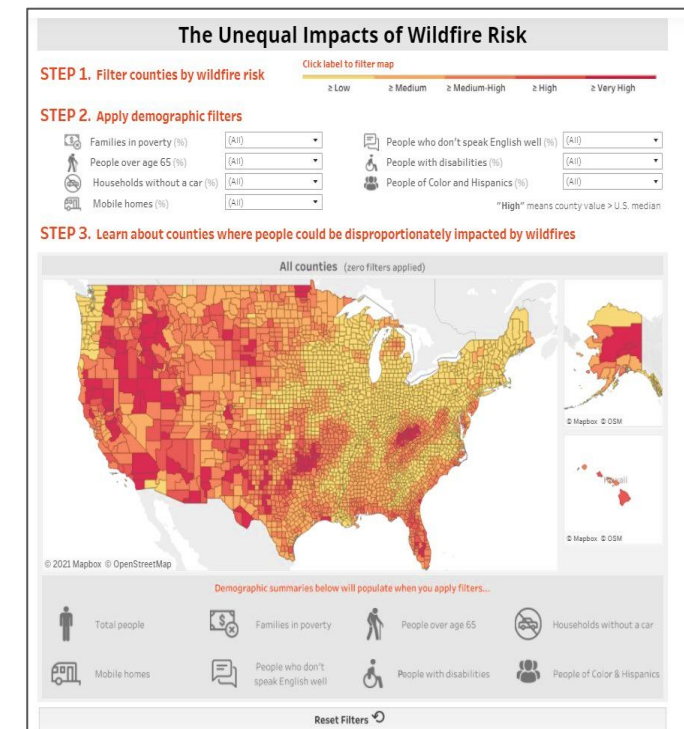 The Unequal Impacts of Wildfire Risk
STEP 1. Filter counties by wildfire risk
Click label to filter map
≥ Low ≥ Medium ≥ Medium-High ≥ High ≥ Very High
STEP 2. Apply demographic filters
Families in poverty (%) (All)
People over age 65 (%) (All)
Households without a car (%) (All)
Mobile homes (%) (All)
People who don't speak English well (%) (All)
People with disabilities (%) (All)
People of Color and Hispanics (%) (All)
"High" means county value > U.S. median
STEP 3. Learn about counties where people could be disproportionately impacted by wildfires
All counties (zero filters applied)
© 2021 Mapbox © OpenStreetMap
© Mapbox © OSM
© Mapbox © OSM
Demographic summaries below will populate when you apply filters...
Total people Families in poverty People over age 65 Households without a car
Mobile homes People who don't
speak English well People with disabilities People of Color & Hispanics
Reset Filters